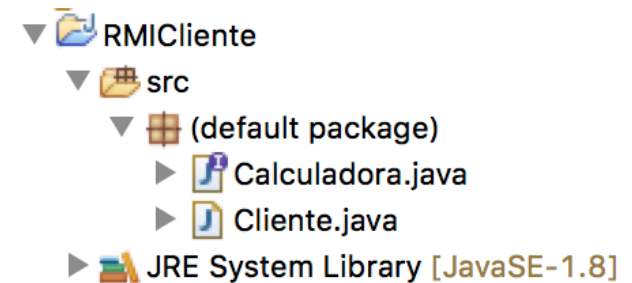 RMICliente
src
(default package)
Calculadora.java
Cliente.java
JRE System Library [JavaSE-1.8]